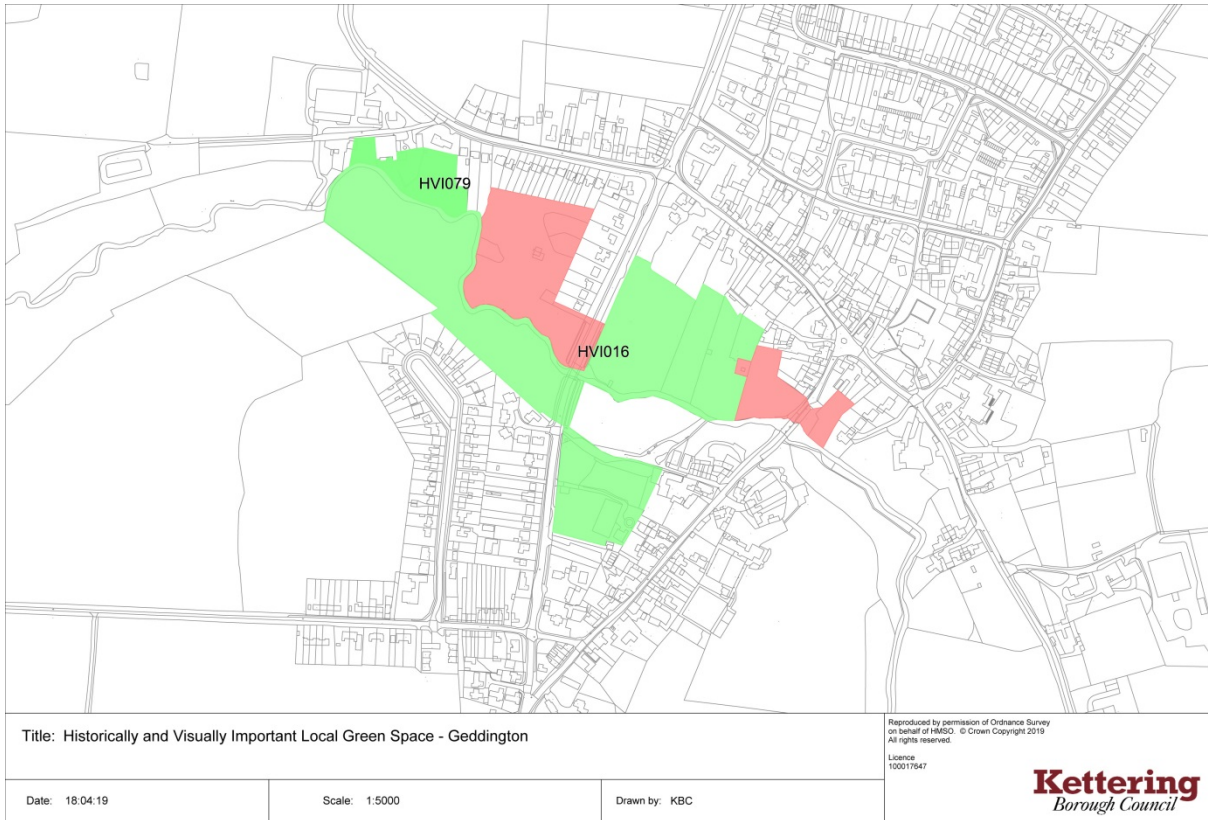 HVI079
HVI016
Title: Historically and Visually Important Local Green Space - Geddington
Date: 18:04:19
Scale: 1:5000
Drawn by: KBC
Reproduced by permission of Ordnance Survey
on behalf of HMSO. © Crown Copyright 2019
All rights reserved.
Licence
100017647
Kettering
Borough Council